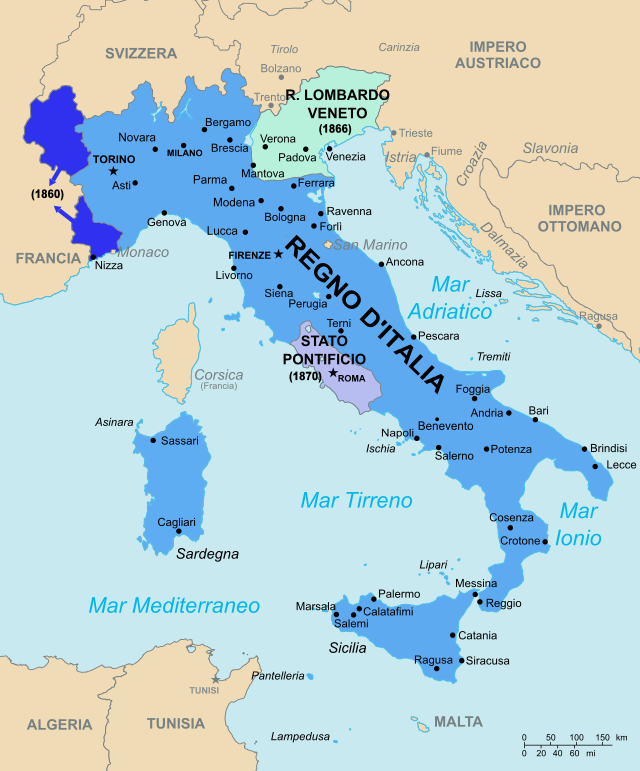 SVIZZERA
Tirolo
Carinzia
IMPERO
AUSTRIACO
Bolzano
Trento
R. LOMBARDO
VENETO
(1866)
Bergamo
Novara
MILANO
Brescia
Verona
Padova
Venezia
Trieste
Fiume
Istria
Croazia
Slavonia
TORINO
Asti
Parma
Mantova
Ferrara
(1860)
Modena
Bologna
Ravenna
Forlì
IMPERO
OTTOMANO
Genova
Lucca
FIRENZE
San Marino
Dalmazia
FRANCIA
Monaco
Nizza
Livorno
Siena
Perugia
Ancona
REGNO D'ITALIA
Mar
Adriatico
Lissa
Ragusa
Terni
STATO
PONTIFICIO
(1870)
ROMA
Pescara
Tremiti
Corsica
(Francia)
Foggia
Andria
Bari
Asinara
Sassari
Benevento
Napoli
Ischia
Salerno
Potenza
Brindisi
Lecce
Mar Tirreno
Mar
Ionio
Cagliari
Sardegna
Cosenza
Crotone
Lipari
Messina
Reggio
Mar Mediterraneo
Palermo
Marsala
Calatafimi
Salemi
Catania
Sicilia
Ragusa
Siracusa
Pantelleria
TUNISI
ALGERIA
TUNISIA
MALTA
Lampedusa
0 50 100 150 km
0 20 40 60 mi